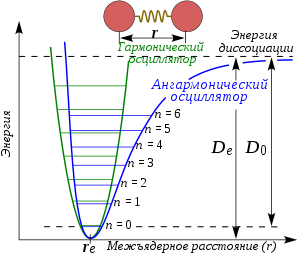 r
Гармонический
осциллятор
Энергия
диссоциации
Ангармонический
осциллятор
Энергия
n = 6
n = 5
n = 4
n = 3
n = 2
n = 1
n = 0
De
D0
re
Межъядерное расстояние (r)